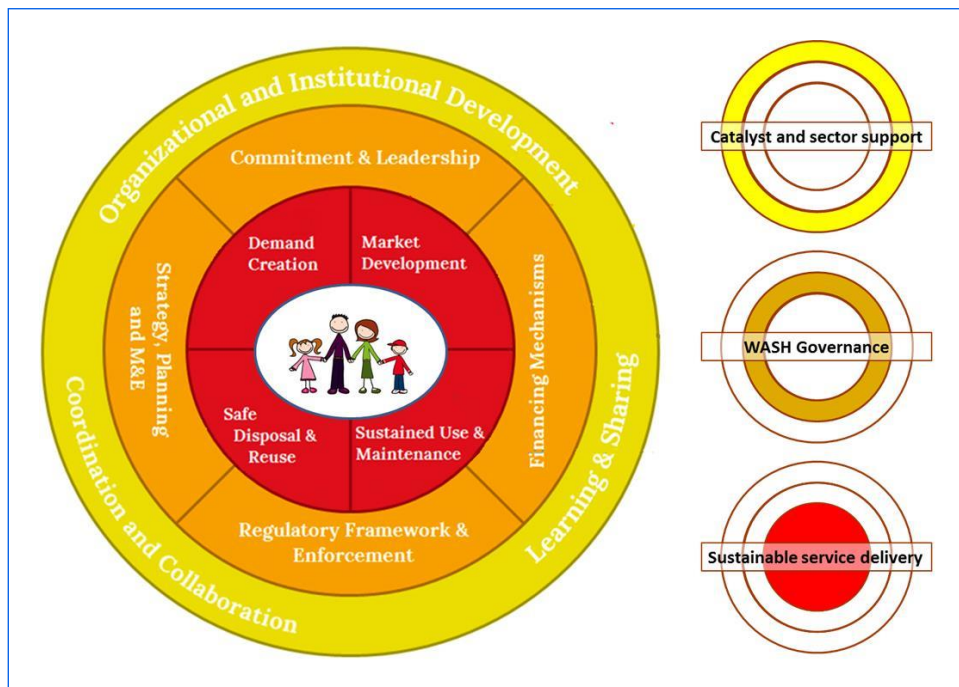 Organizational and Institutional Development
Commitment & Leadership
Demand
Creation
Market
Development
Strategy, Planning
and M&E
Financing Mechanisms
Safe
Disposal &
Reuse
Sustained Use &
Maintenance
Regulatory Framework &
Enforcement
Coordination and Collaboration
Learning & Sharing
Catalyst and sector support
WASH Governance
Sustainable service delivery